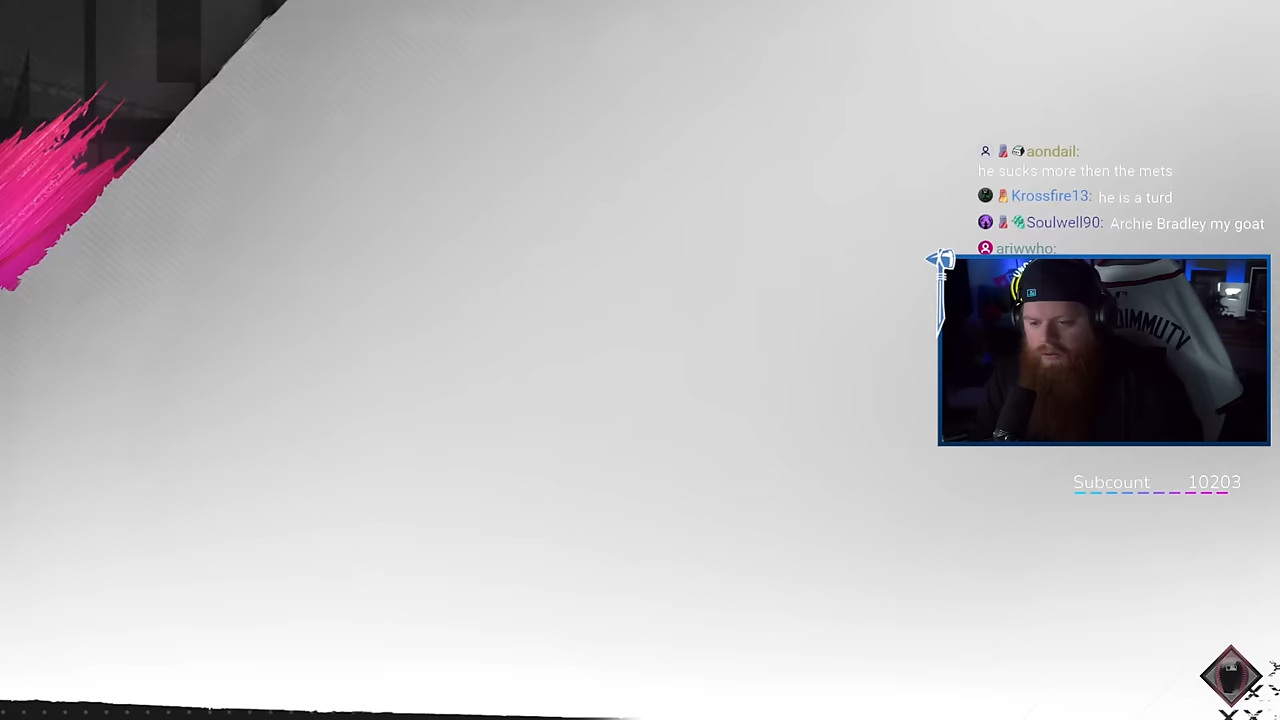 aondail:
he sucks more then the mets
Krossfire13: he is a turd
Soulwell90: Archie Bradley my goat
ariwwho:
DIMMUTV
Subcount 10203